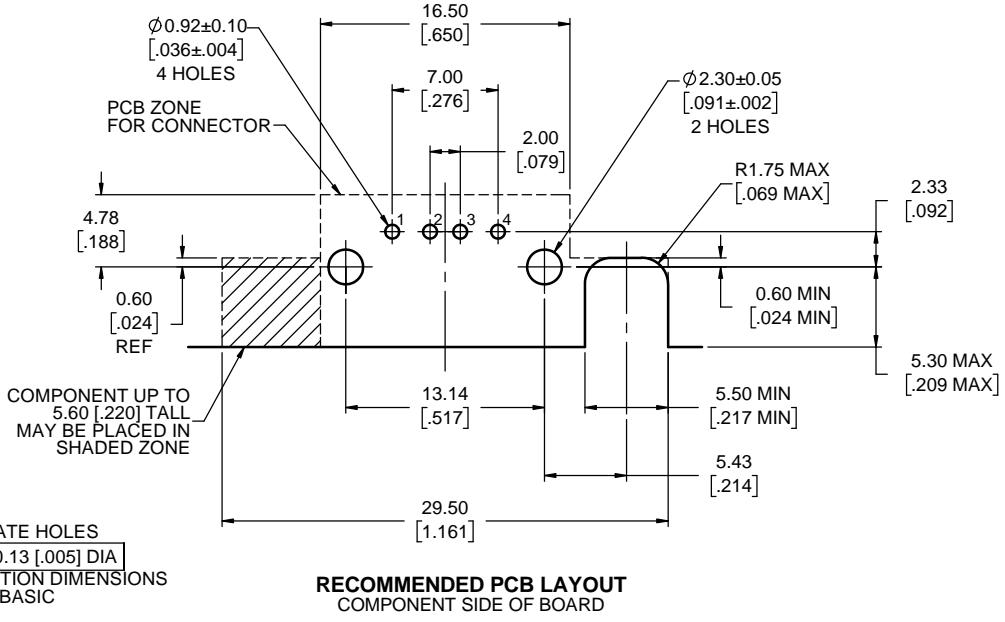 16.50
[.650]
Ø0.92±0.10
[.036±.004]
4 HOLES
7.00
[.276]
Ø2.30±0.05
[.091±.002]
2 HOLES
PCB ZONE
FOR CONNECTOR
2.00
[.079]
R1.75 MAX
[.069 MAX]
2.33
[.092]
4.78
[.188]
1
2
3
4
0.60
[.024]
REF
0.60 MIN
[.024 MIN]
5.30 MAX
[.209 MAX]
COMPONENT UP TO
5.60 [.220] TALL
MAY BE PLACED IN
SHADED ZONE
13.14
[.517]
5.50 MIN
[.217 MIN]
5.43
[.214]
29.50
[1.161]
ATE HOLES
0.13 [.005] DIA
TION DIMENSIONS
BASIC
RECOMMENDED PCB LAYOUT
COMPONENT SIDE OF BOARD